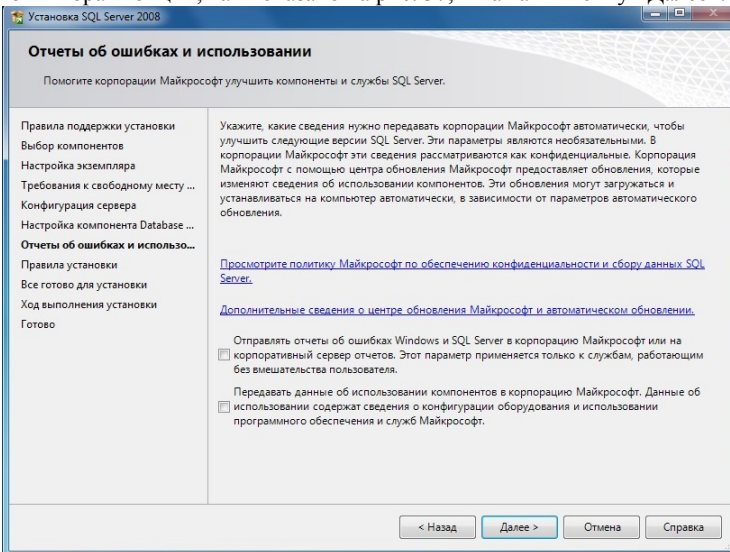 Установка SQL Server 2008
Отчеты об ошибках и использовании
Помогите корпорации Майкрософт улучшить компоненты и службы SQL Server.
Правила поддержки установки
Выбор компонентов
Настройка экземпляра
Требования к свободному месту ...
Конфигурация сервера
Настройка компонента Database ...
Отчеты об ошибках и использо...
Правила установки
Все готово для установки
Ход выполнения установки
Готово
Укажите, какие сведения нужно передавать корпорации Майкрософт автоматически, чтобы
улучшить следующие версии SQL Server. Эти параметры являются необязательными. В
корпорации Майкрософт эти сведения рассматриваются как конфиденциальные. Корпорация
Майкрософт с помощью центра обновления Майкрософт предоставляет обновления, которые
изменяют сведения об использовании компонентов. Эти обновления могут загружаться и
устанавливаться на компьютер автоматически, в зависимости от параметров автоматического
обновления.
Просмотрите политику Майкрософт по обеспечению конфиденциальности и сбору данных SQL
Server.
Дополнительные сведения о центре обновления Майкрософт и автоматическом обновлении.
Отправлять отчеты об ошибках Windows и SQL Server в корпорацию Майкрософт или на
корпоративный сервер отчетов. Этот параметр применяется только к службам, работающим
без вмешательства пользователя.
Передавать данные об использовании компонентов в корпорацию Майкрософт. Данные об
использовании содержат сведения о конфигурации оборудования и использовании
программного обеспечения и служб Майкрософт.
< Назад
Далее >
Отмена
Справка